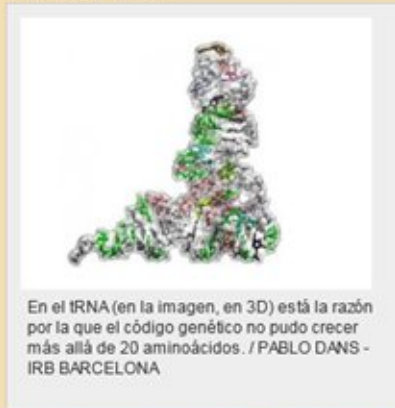 En el tRNA (en la imagen, en 3D) está la razón
por la que el código genético no pudo crecer
más allá de 20 aminoácidos. / PABLO DANS -
IRB BARCELONA